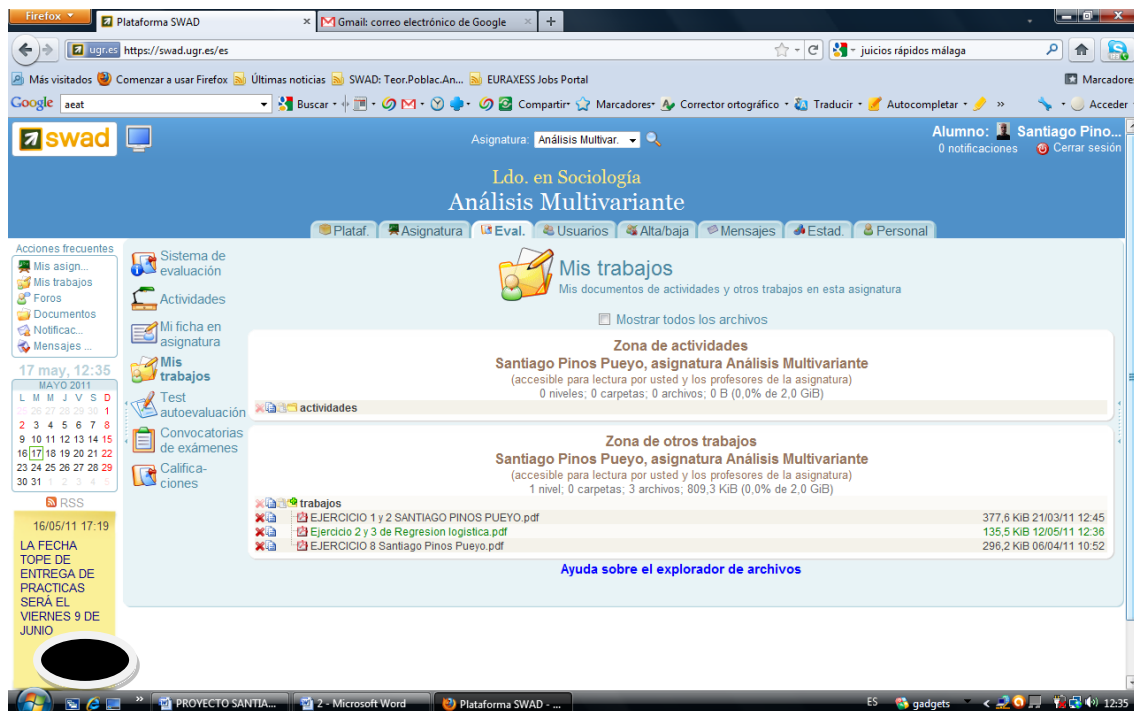 Firefox
Plataforma SWAD
Gmail: correo electrónico de Google
ugr.es https://swad.ugr.es/es
juicios rápidos málaga
Más visitados Comenzar a usar Firefox Últimas noticias SWAD: Teor.Poblac.An... EURAXESS Jobs Portal Marcadore
Google aeat Buscar Compartir Marcadores Corrector ortográfico Traducir Autocompletar » Acceder
swad
Asignatura: Análisis Multivar.
Alumno: Santiago Pino...
0 notificaciones Cerrar sesión
Ldo. en Sociología
Análisis Multivariante
Plataf. Asignatura Eval. Usuarios Alta/baja Mensajes Estad. Personal
Acciones frecuentes
Mis asign...
Mis trabajos
Foros
Documentos
Notificac...
Mensajes ...
17 may, 12:35
MAYO 2011
L M M J V S D
25 26 27 28 29 30 1
2 3 4 5 6 7 8
9 10 11 12 13 14 15
16 17 18 19 20 21 22
23 24 25 26 27 28 29
30 31 1 2 3 4 5
RSS
16/05/11 17:19
LA FECHA
TOPE DE
ENTREGA DE
PRACTICAS
SERÁ EL
VIERNES 9 DE
JUNIO
Sistema de
evaluación
Actividades
Mi ficha en
asignatura
Mis
trabajos
Test
autoevaluación
Convocatorias
de exámenes
Califica-
ciones
Mis trabajos
Mis documentos de actividades y otros trabajos en esta asignatura
Mostrar todos los archivos
Zona de actividades
Santiago Pinos Pueyo, asignatura Análisis Multivariante
(accesible para lectura por usted y los profesores de la asignatura)
0 niveles; 0 carpetas; 0 archivos; 0 B (0,0% de 2,0 GiB)
actividades
Zona de otros trabajos
Santiago Pinos Pueyo, asignatura Análisis Multivariante
(accesible para lectura por usted y los profesores de la asignatura)
1 nivel; 0 carpetas; 3 archivos; 809,3 KiB (0,0% de 2,0 GiB)
trabajos
EJERCICIO 1 y 2 SANTIAGO PINOS PUEYO.pdf 377,6 KiB 21/03/11 12:45
Ejercicio 2 y 3 de Regresion logistica.pdf 135,5 KiB 12/05/11 12:36
EJERCICIO 8 Santiago Pinos Pueyo.pdf 296,2 KiB 06/04/11 10:52
Ayuda sobre el explorador de archivos
» PROYECTO SANTIA... 2 - Microsoft Word Plataforma SWAD - ... ES gadgets 12:35